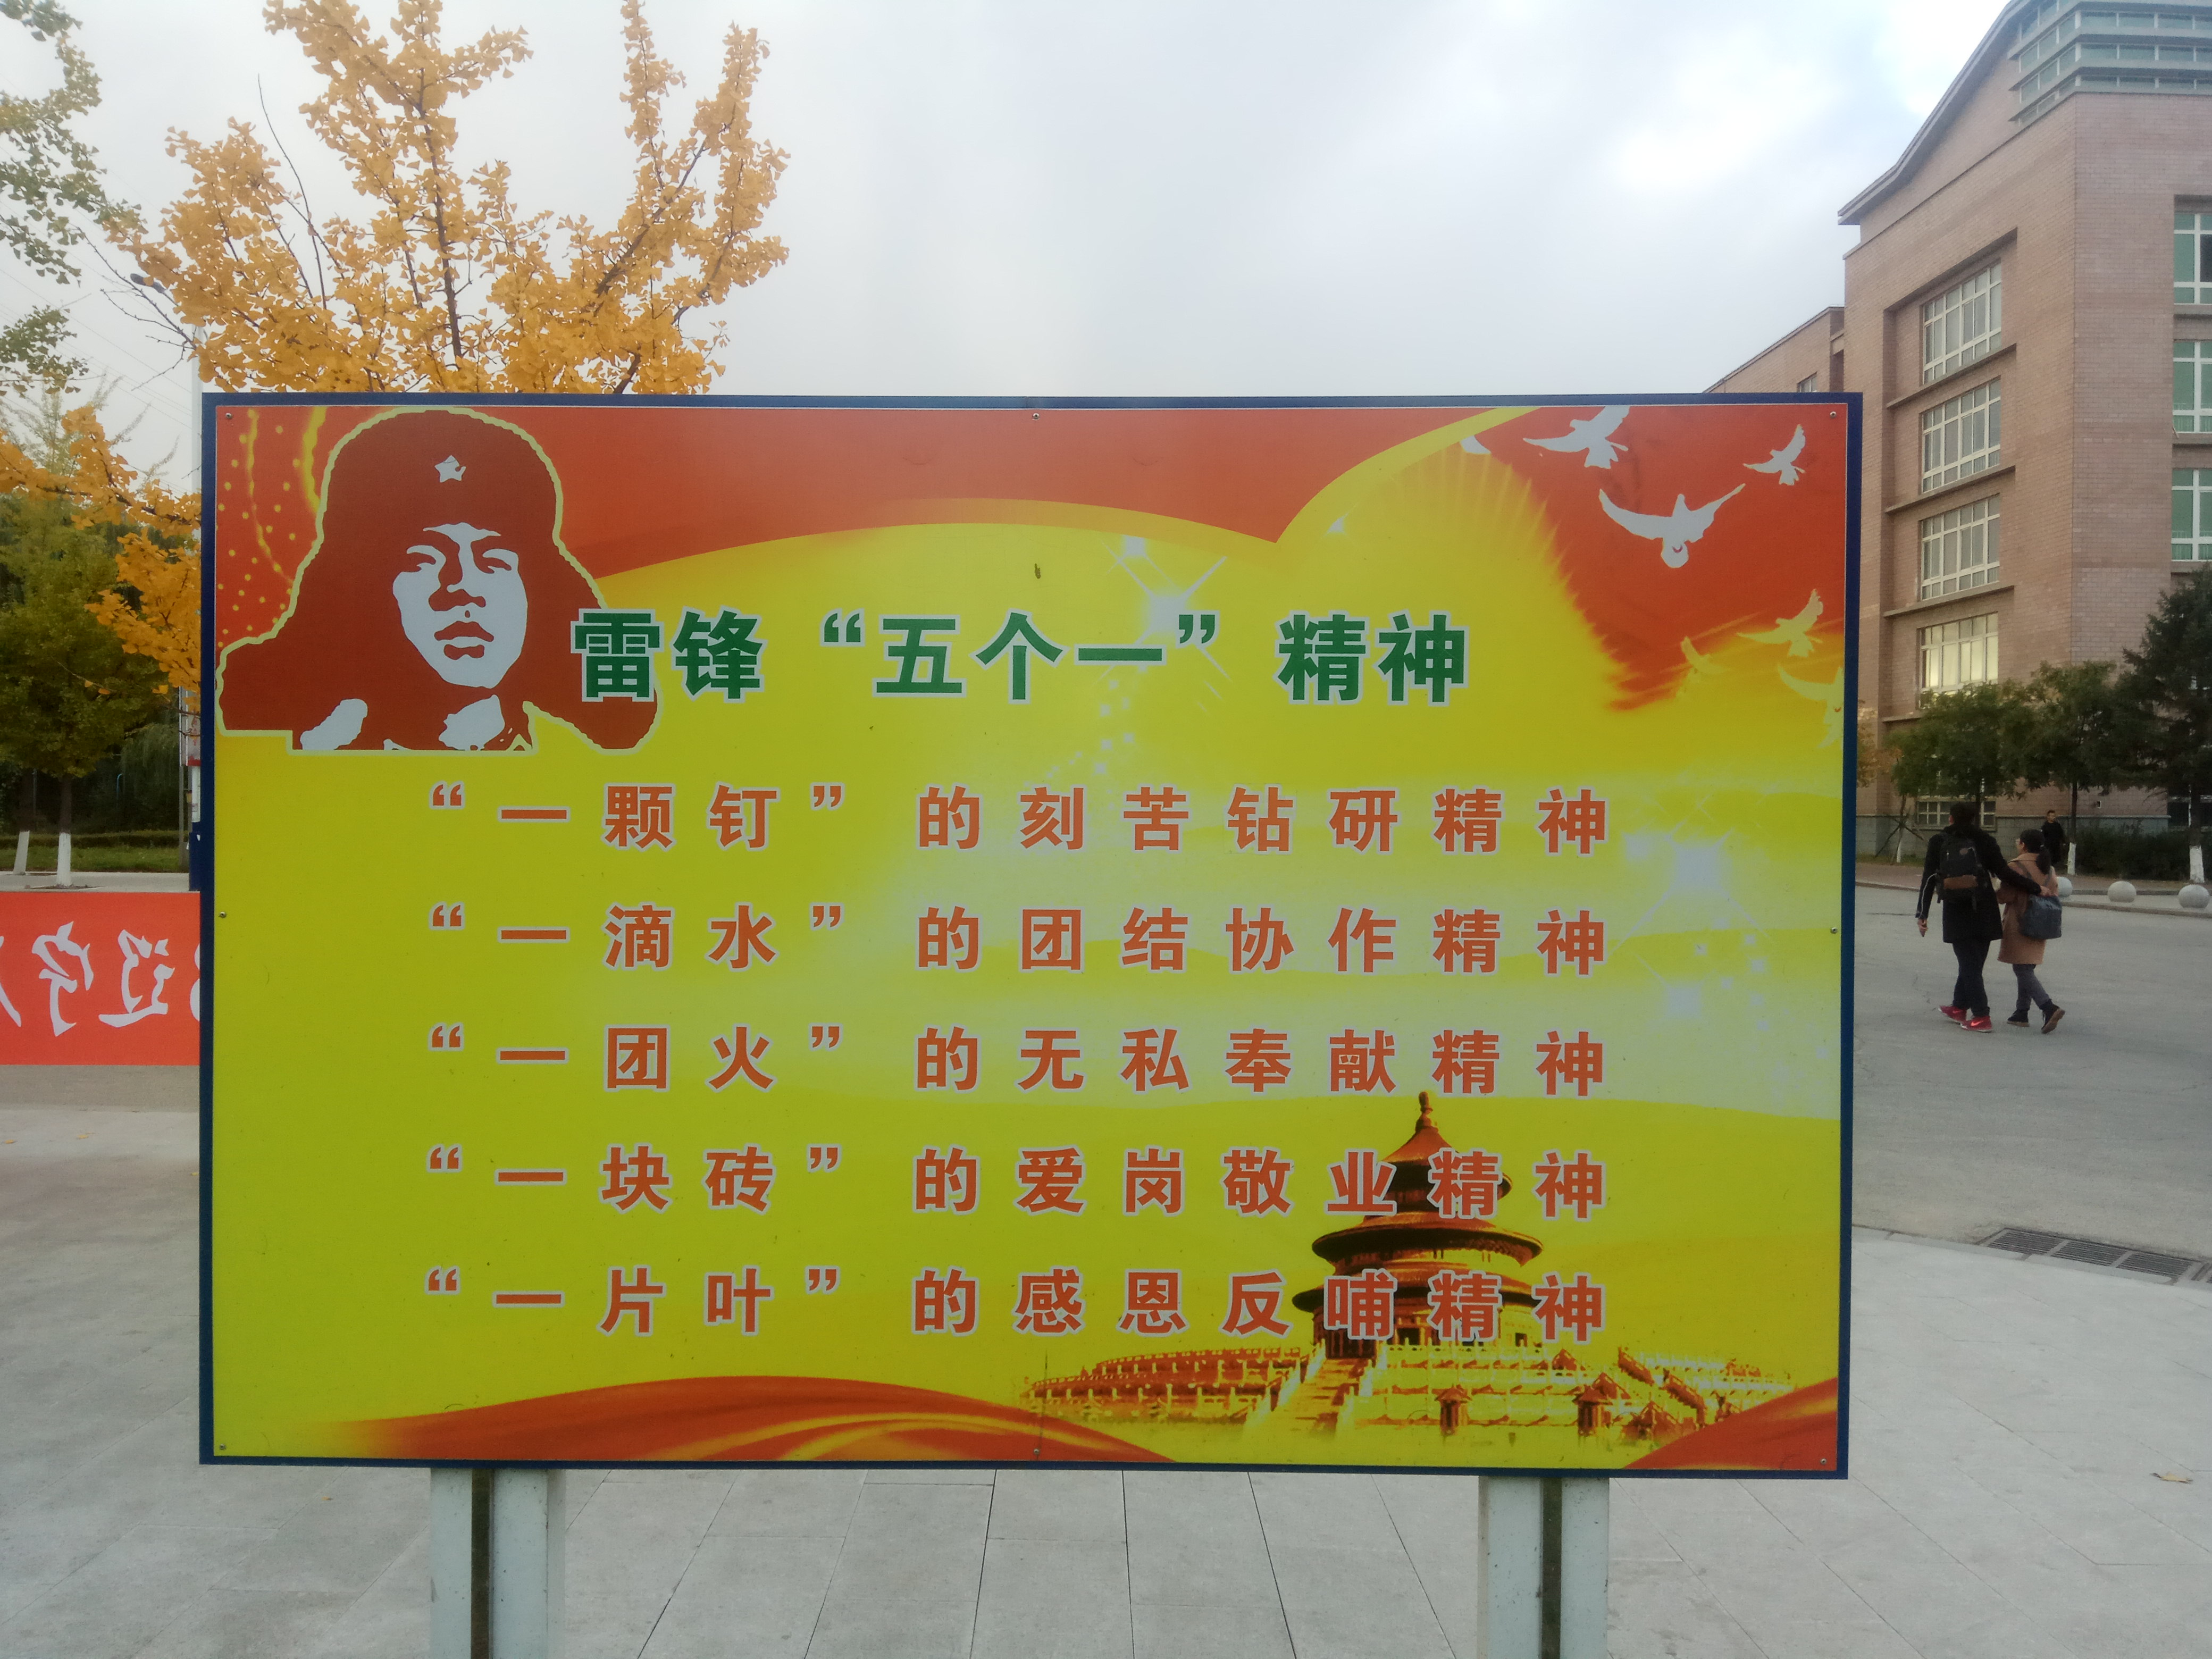 雷锋“五个一”精神
“一颗钉”的刻苦钻研精神
“一滴水”的团结协作精神
“一团火”的无私奉献精神
“一块砖”的爱岗敬业精神
“一片叶”的感恩反哺精神